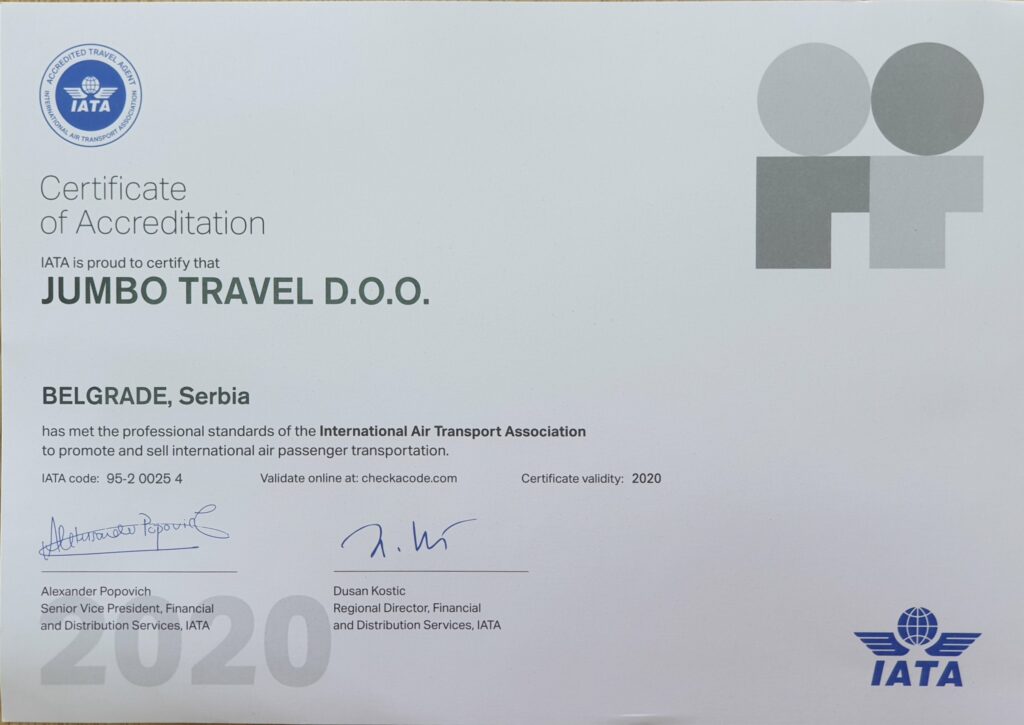 ACCREDITED TRAVEL AGENT
IATA
INTERNATIONAL AIR TRANSPORT ASSOCIATION
Certificate
of Accreditation
IATA is proud to certify that
JUMBO TRAVEL D.O.O.
BELGRADE, Serbia
has met the professional standards of the International Air Transport Association
to promote and sell international air passenger transportation.
IATA code: 95-2 0025 4 Validate online at: checkacode.com Certificate validity: 2020
Alexander Popovich
Alexander Popovich Dusan Kostic
Senior Vice President, Financial Regional Director, Financial
and Distribution Services, IATA and Distribution Services, IATA
2020
IATA